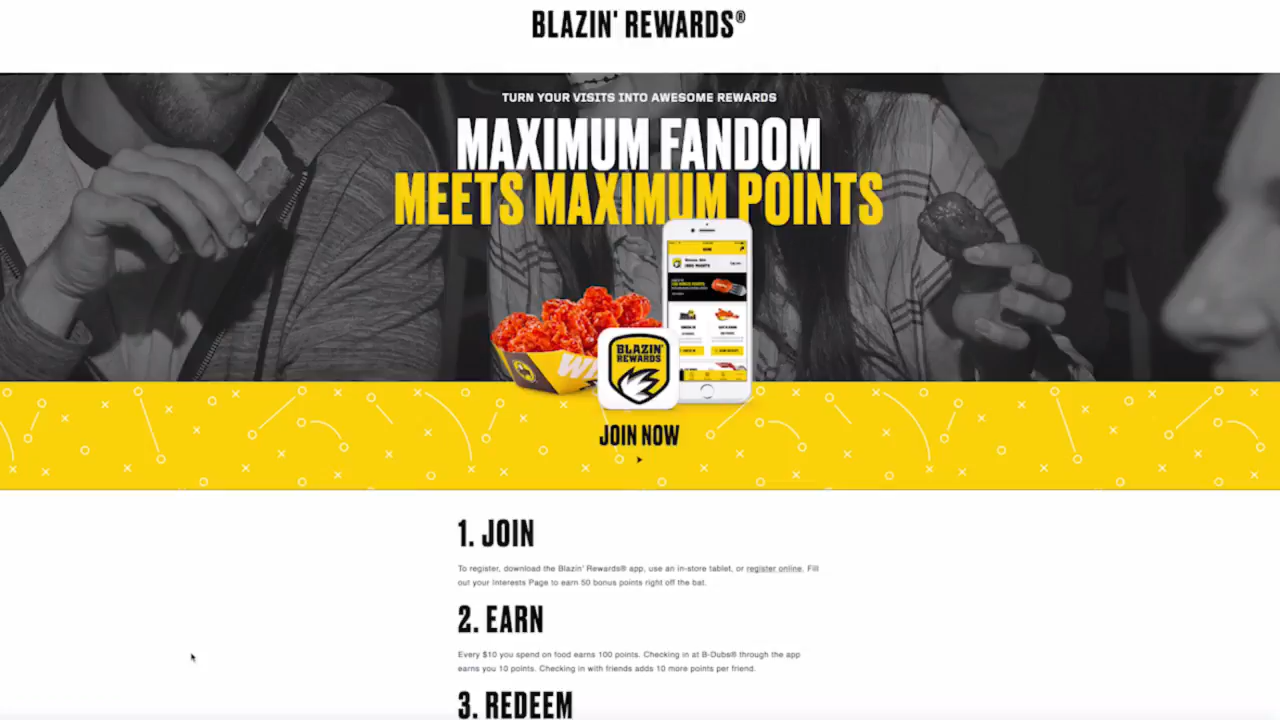 BLAZIN' REWARDS®
TURN YOUR VISITS INTO AWESOME REWARDS
MAXIMUM FANDOM
MEETS MAXIMUM POINTS
BLAZIN'
REWARDS
JOIN NOW
1. JOIN
To register, download the Blazin' Rewards® app, use an in-store tablet, or register online. Fill
out your Interests Page to earn 50 bonus points right off the bat.
2. EARN
Every $10 you spend on food earns 100 points. Checking in at B-Dubs® through the app
earns you 10 points. Checking in with friends adds 10 more points per friend.
3. REDEEM